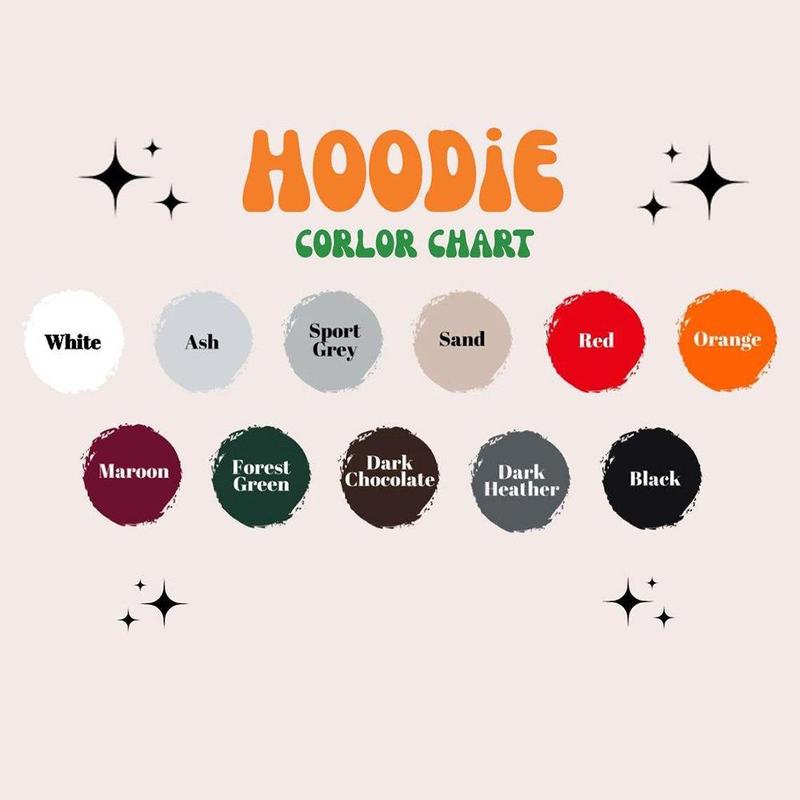 HOODiE
CORLOR CHART
White
Ash
Sport
Grey
Sand
Red
Orange
Maroon
Forest
Green
Dark
Chocolate
Dark
Heather
Black